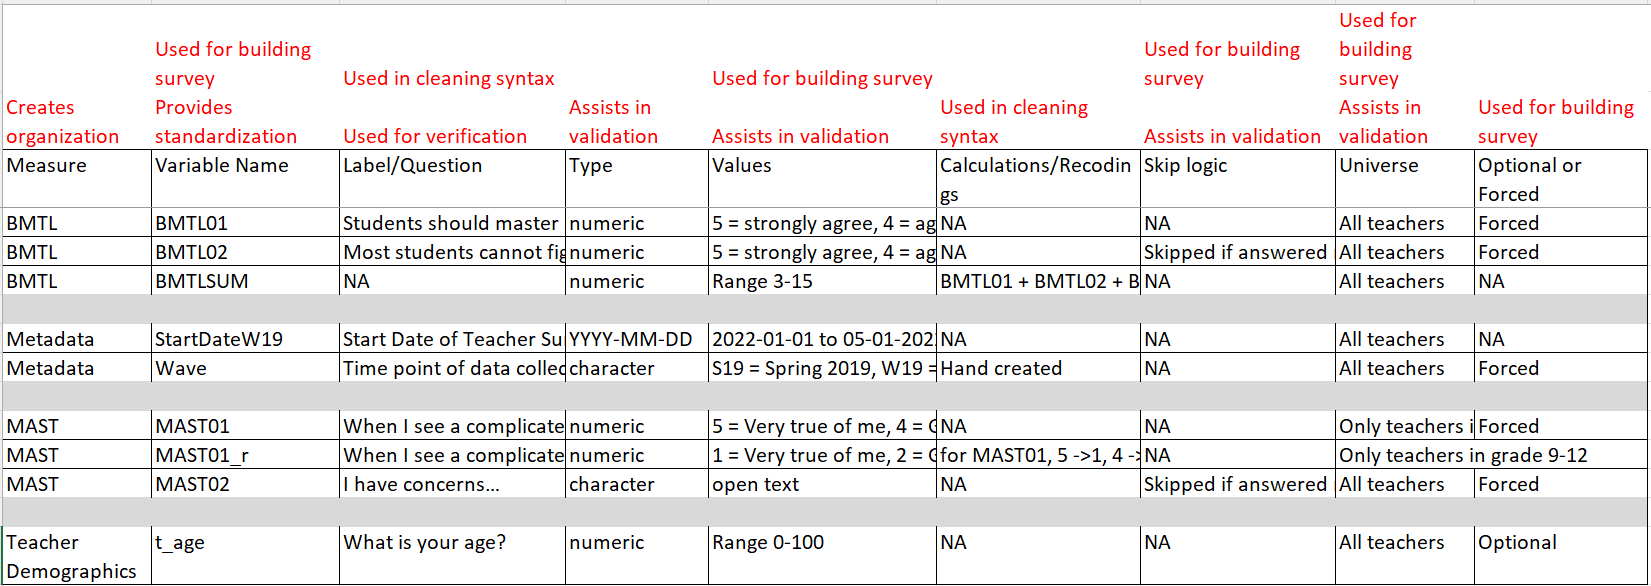 Used for
Used for building Used for building building
survey Used in cleaning syntax Used for building survey survey survey
Creates Provides Assists in Used in cleaning Assists in Used for building
organization standardization Used for verification validation Assists in validation syntax Assists in validation validation survey
Measure Variable Name Label/Question Type Values Calculations/Recodin Skip logic Universe Optional or
gs Forced
BMTL BMTL01 Students should master numeric 5 = strongly agree, 4 = ag NA NA All teachers Forced
BMTL BMTL02 Most students cannot fig numeric 5 = strongly agree, 4 = ag NA Skipped if answered All teachers Forced
BMTL BMTLSUM NA numeric Range 3-15 BMTL01 + BMTL02 + B NA All teachers NA
Metadata StartDateW19 Start Date of Teacher Su YYYY-MM-DD 2022-01-01 to 05-01-202 NA NA All teachers NA
Metadata Wave Time point of data collec character S19 = Spring 2019, W19 = Hand created NA All teachers Forced
MAST MAST01 When I see a complicate numeric 5 = Very true of me, 4 = NA NA Only teachers i Forced
MAST MAST01_r When I see a complicate numeric 1 = Very true of me, 2 = for MAST01, 5 ->1, 4 -> NA Only teachers in grade 9-12
MAST MAST02 I have concerns... character open text NA Skipped if answered All teachers Forced
Teacher t_age What is your age? numeric Range 0-100 NA NA All teachers Optional
Demographics